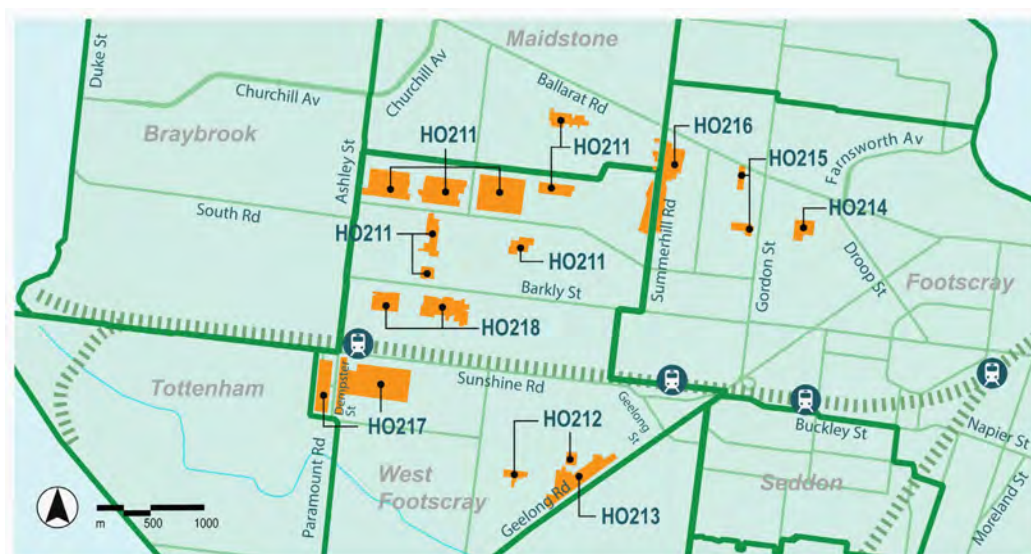 Maidstone
Duke St
Churchill Av
Churchill Av
Ballarat Rd
Braybrook
HO211
HO211
HO216
HO215
Farnsworth Av
Ashley St
HO214
South Rd
HO211
HO211
Summerhill Rd
Gordon St
Droop St
Footscray
Barkly St
HO218
Tottenham
Dempster St
Sunshine Rd
Geelong St
HO217
HO212
Buckley St
Napier St
West
Footscray
Seddon
Paramount Rd
Geelong Rd
HO213
Moreland St
m 500 1000